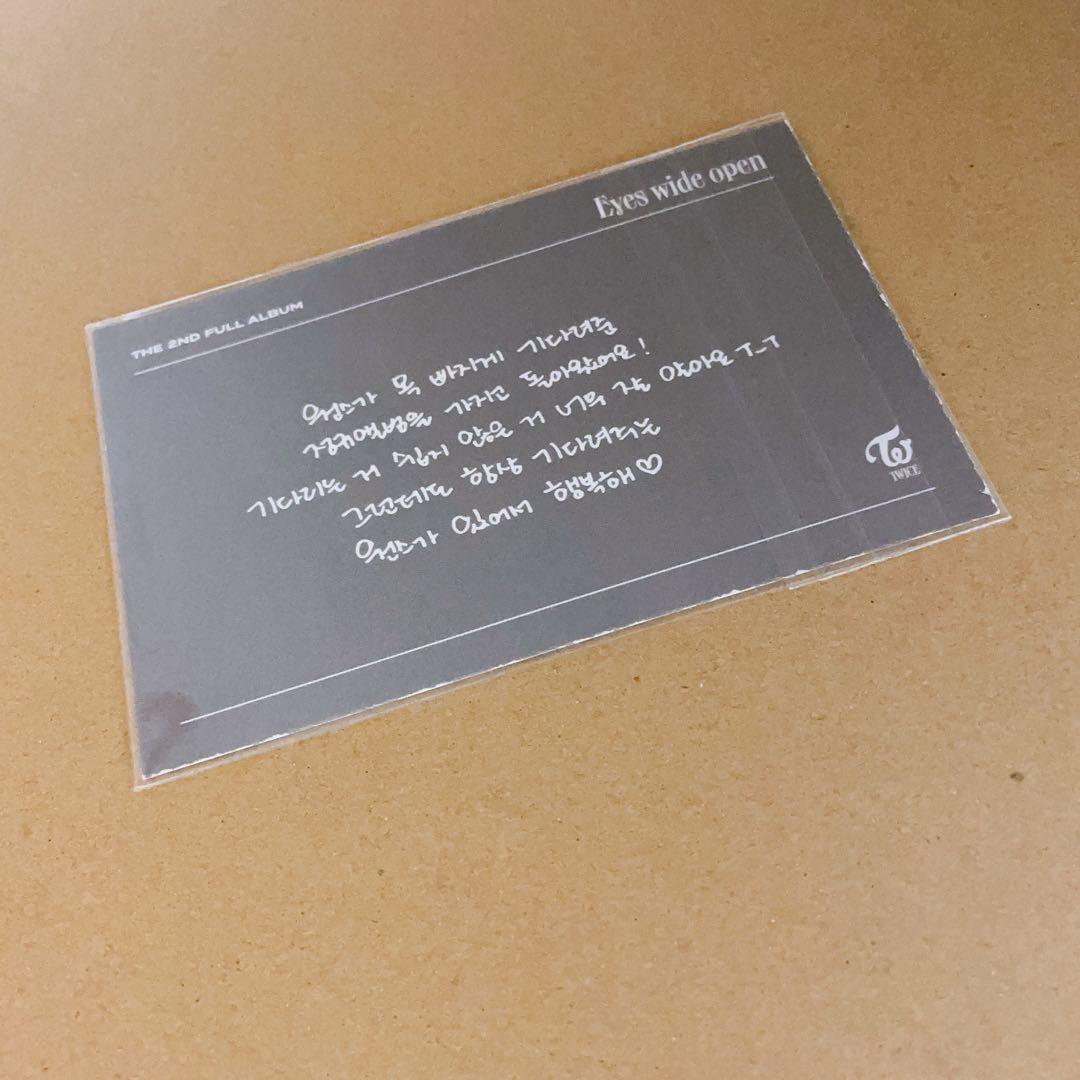 Eyes wide open
THE 2ND FULL ALBUM
원스가 목 빠지게 기다려준
정규앨범을 가지고 돌아왔어요!
기다리는 거 쉽지 않은 거 너무 잘 알아요 T_T
그런데도 항상 기다려주는
원스가 있어서 행복해♡
TWICE